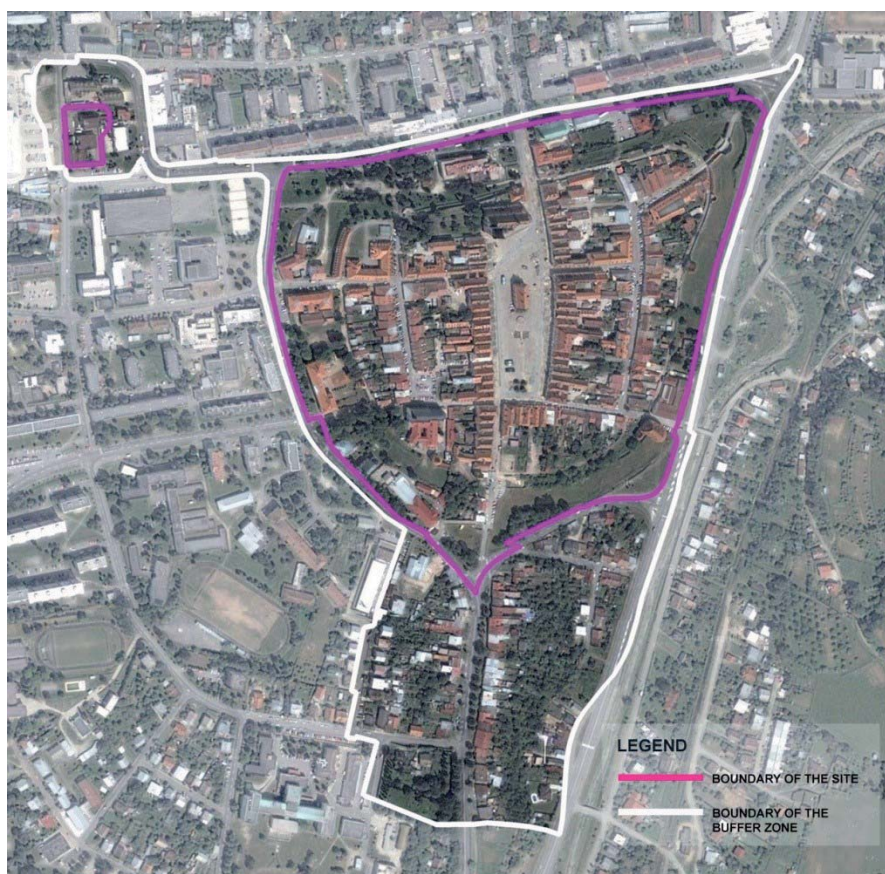 LEGEND
BOUNDARY OF THE SITE
BOUNDARY OF THE
BUFFER ZONE